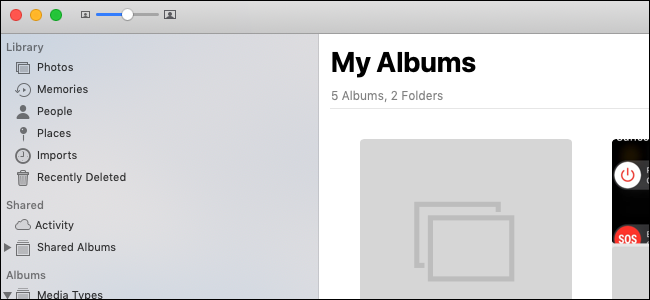 Library
Photos
Memories
People
Places
Imports
Recently Deleted
Shared
Activity
Shared Albums
Albums
Media Types
My Albums
5 Albums, 2 Folders
SOS